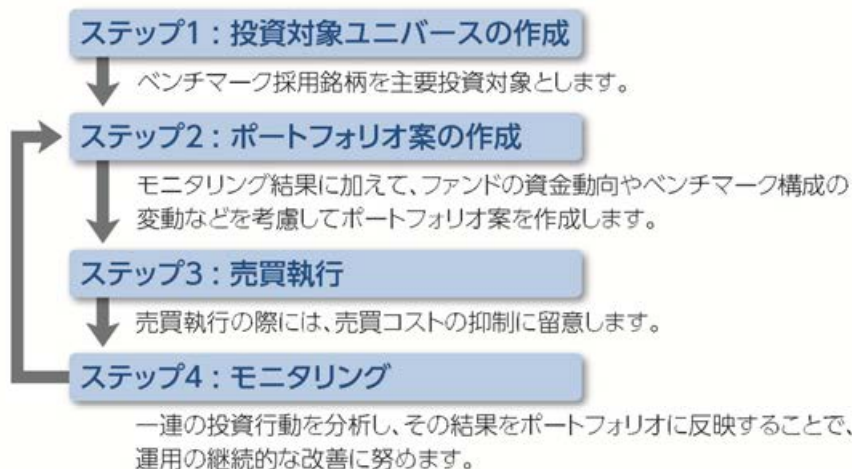 ステップ1：投資対象ユニバースの作成
ベンチマーク採用銘柄を主要投資対象とします。
ステップ2：ポートフォリオ案の作成
モニタリング結果に加えて、ファンドの資金動向やベンチマーク構成の
変動などを考慮してポートフォリオ案を作成します。
ステップ3：売買執行
売買執行の際には、売買コストの抑制に留意します。
ステップ4：モニタリング
一連の投資行動を分析し、その結果をポートフォリオに反映することで、
運用の継続的な改善に努めます。